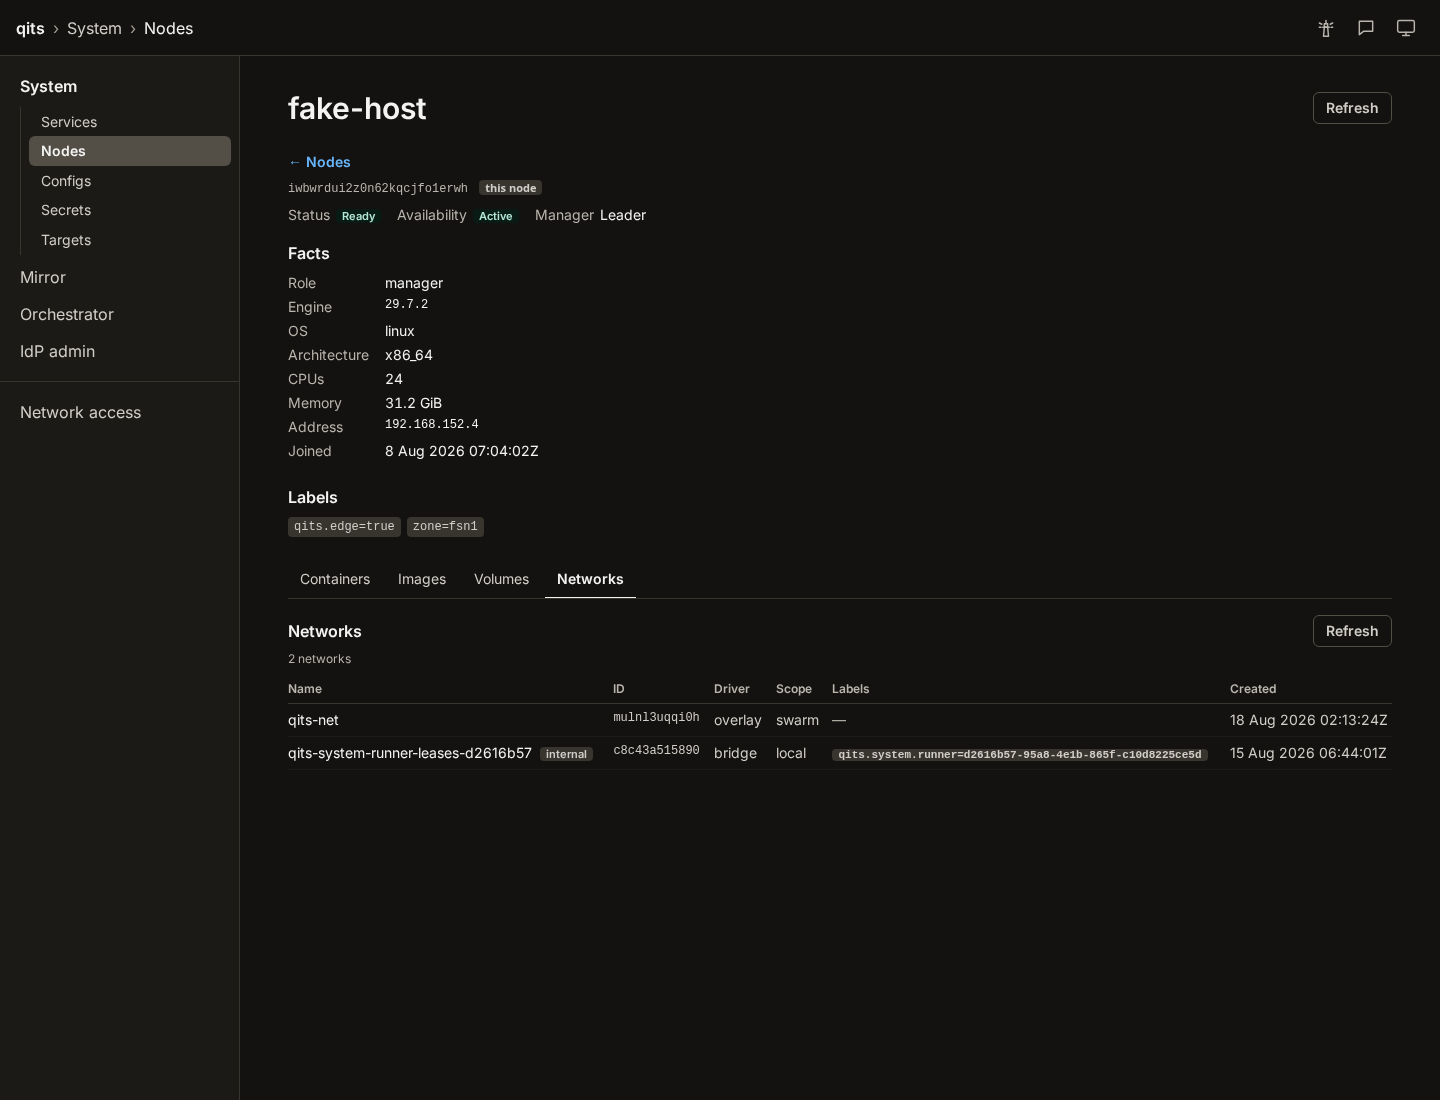 qits › System › Nodes
System
Services
Nodes
Configs
Secrets
Targets
Mirror
Orchestrator
IdP admin
Network access
fake-host
Refresh
← Nodes
iwbwrdui2z0n62kqcjfo1erwh this node
Status Ready Availability Active Manager Leader
Facts
Role manager
Engine 29.7.2
OS linux
Architecture x86_64
CPUs 24
Memory 31.2 GiB
Address 192.168.152.4
Joined 8 Aug 2026 07:04:02Z
Labels
qits.edge=true zone=fsn1
Containers Images Volumes Networks
Networks
Refresh
2 networks
Name ID Driver Scope Labels Created
qits-net mulnl3uqqi0h overlay swarm — 18 Aug 2026 02:13:24Z
qits-system-runner-leases-d2616b57 internal c8c43a515890 bridge local qits.system.runner=d2616b57-95a8-4e1b-865f-c10d8225ce5d 15 Aug 2026 06:44:01Z